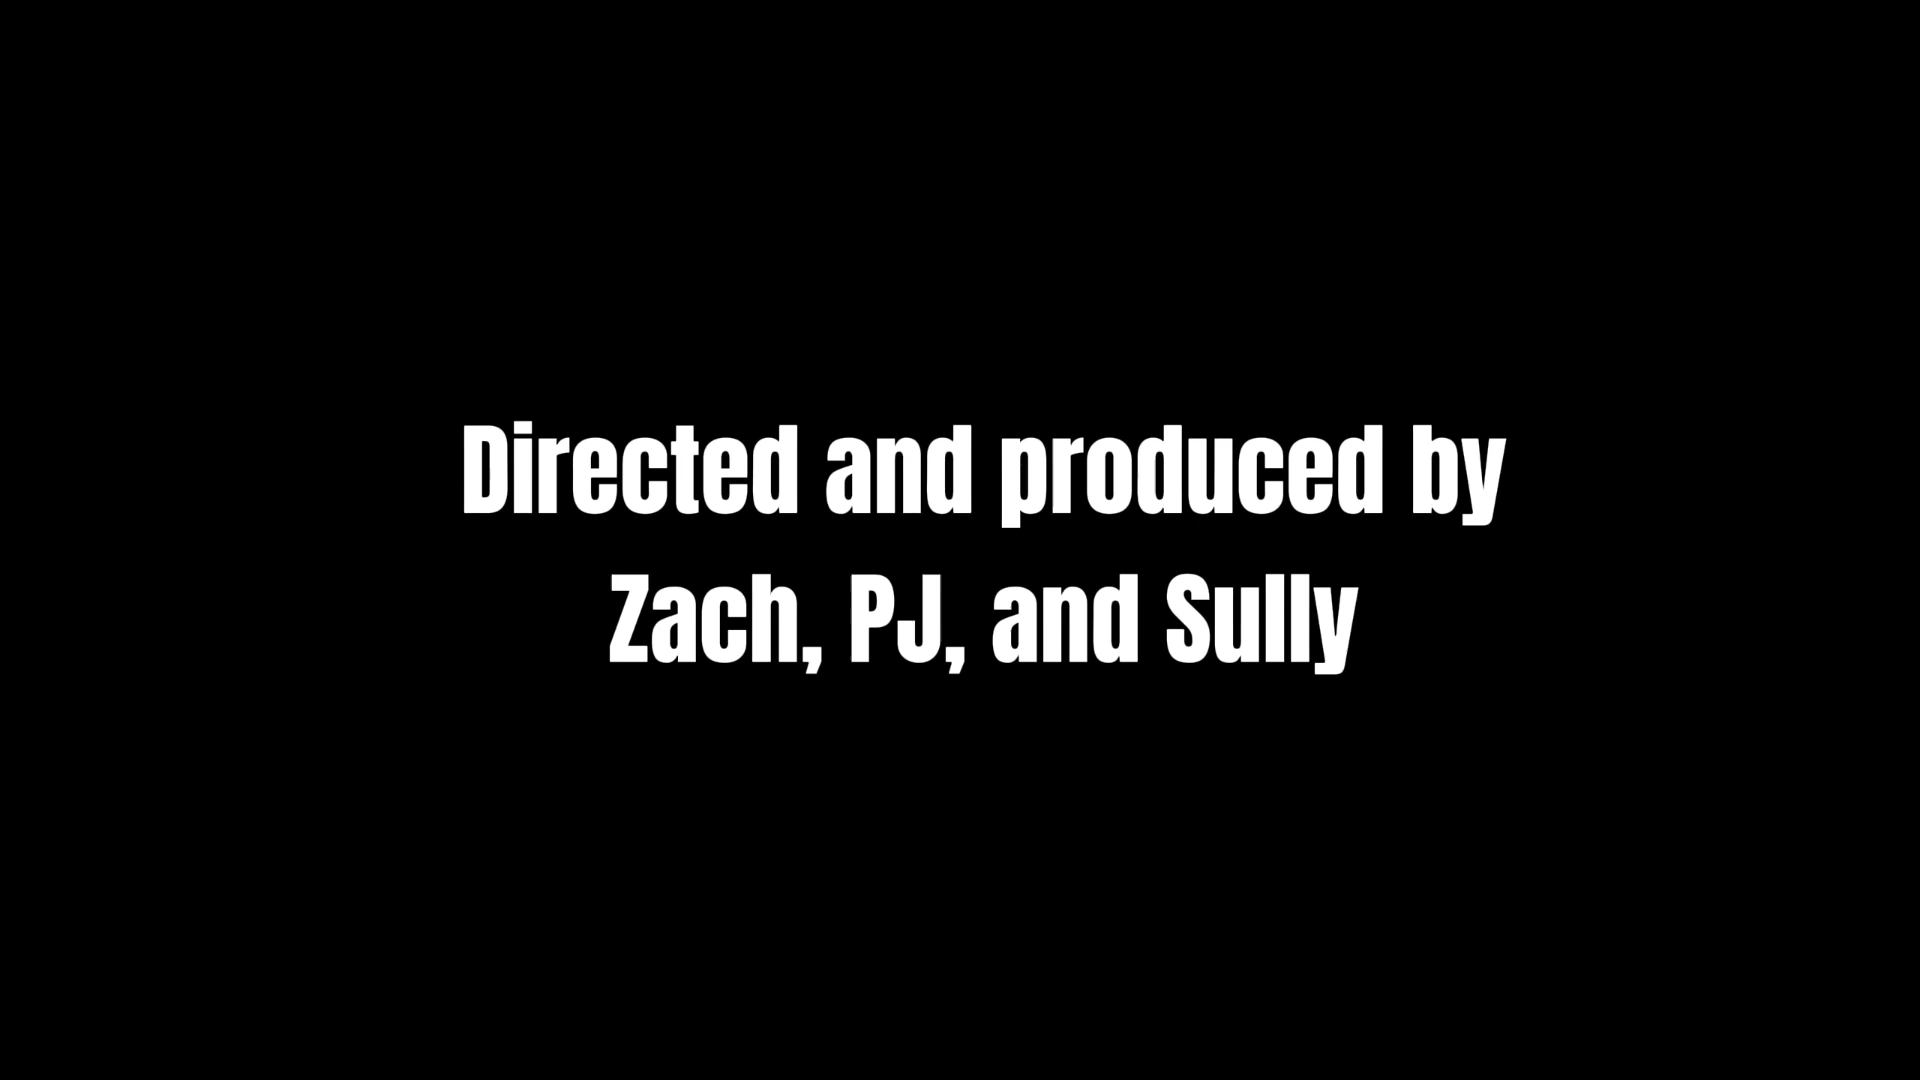 Directed and produced by
Zach, PJ, and Sully